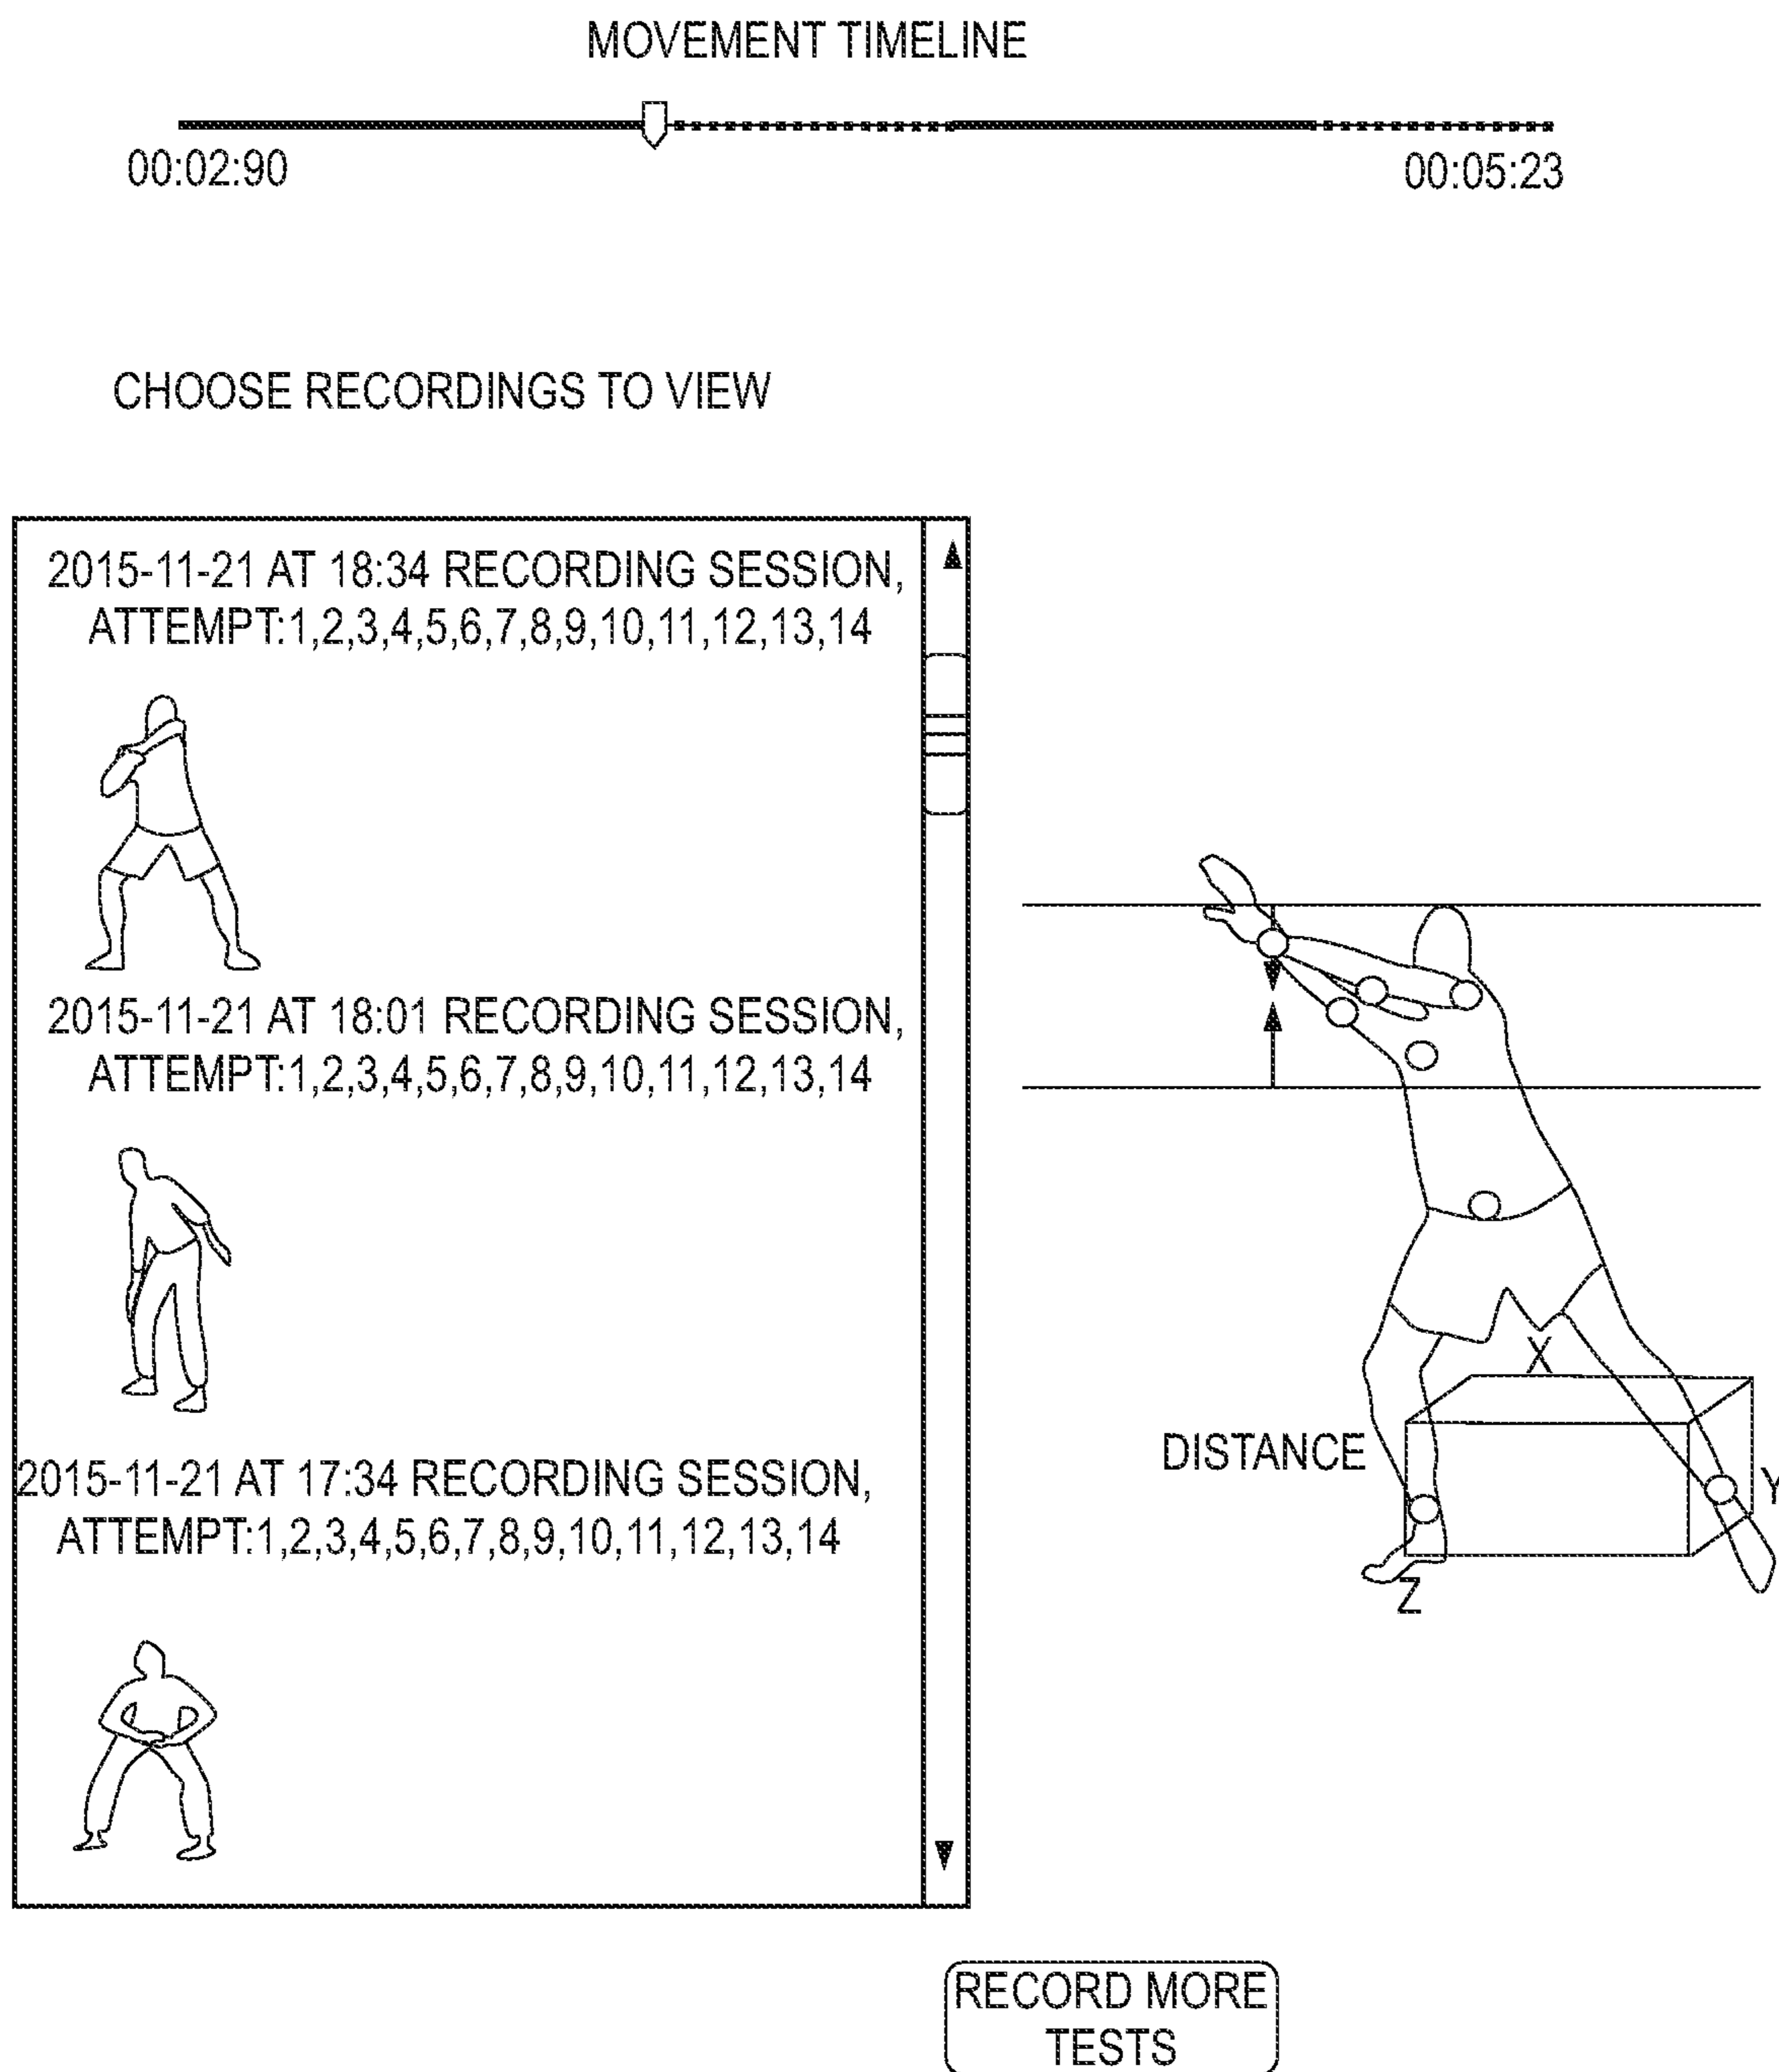 MOVEMENT TIMELINE
00:02:90
00:05:23
CHOOSE RECORDINGS TO VIEW
2015-11-21 AT 18:34 RECORDING SESSION,
ATTEMPT:1,2,3,4,5,6,7,8,9,10,11,12,13,14
2015-11-21 AT 18:01 RECORDING SESSION,
ATTEMPT:1,2,3,4,5,6,7,8,9,10,11,12,13,14
2015-11-21 AT 17:34 RECORDING SESSION,
ATTEMPT:1,2,3,4,5,6,7,8,9,10,11,12,13,14
X
DISTANCE
Y
Z
RECORD MORE
TESTS